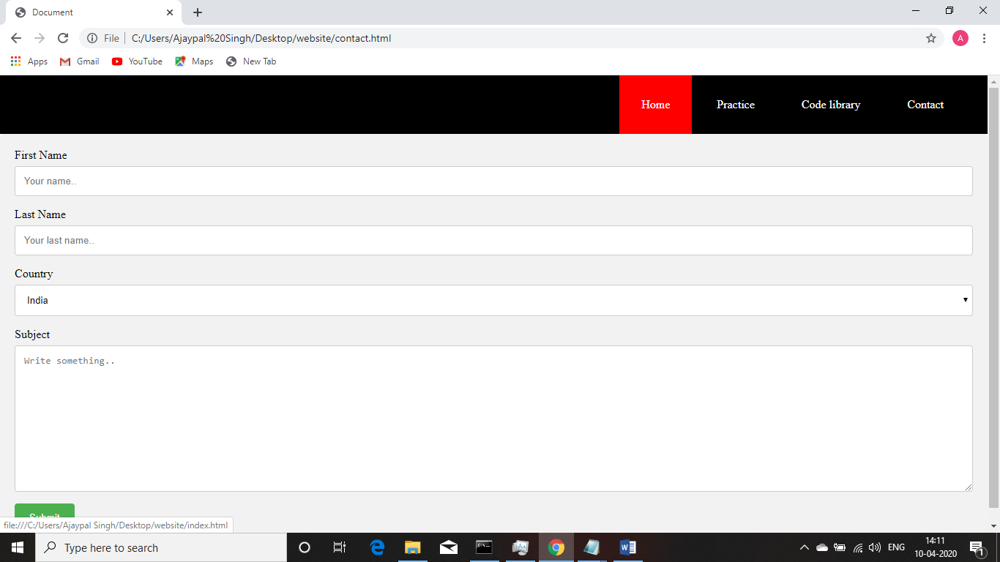 Document
File C:/Users/Ajaypal%20Singh/Desktop/website/contact.html
A
Apps Gmail YouTube Maps New Tab
Home Practice Code library Contact
First Name
Your name..
Last Name
Your last name..
Country
India
Subject
Write something..
Submit
file:///C:/Users/Ajaypal Singh/Desktop/website/index.html
Type here to search
ENG
14:11
10-04-2020
1